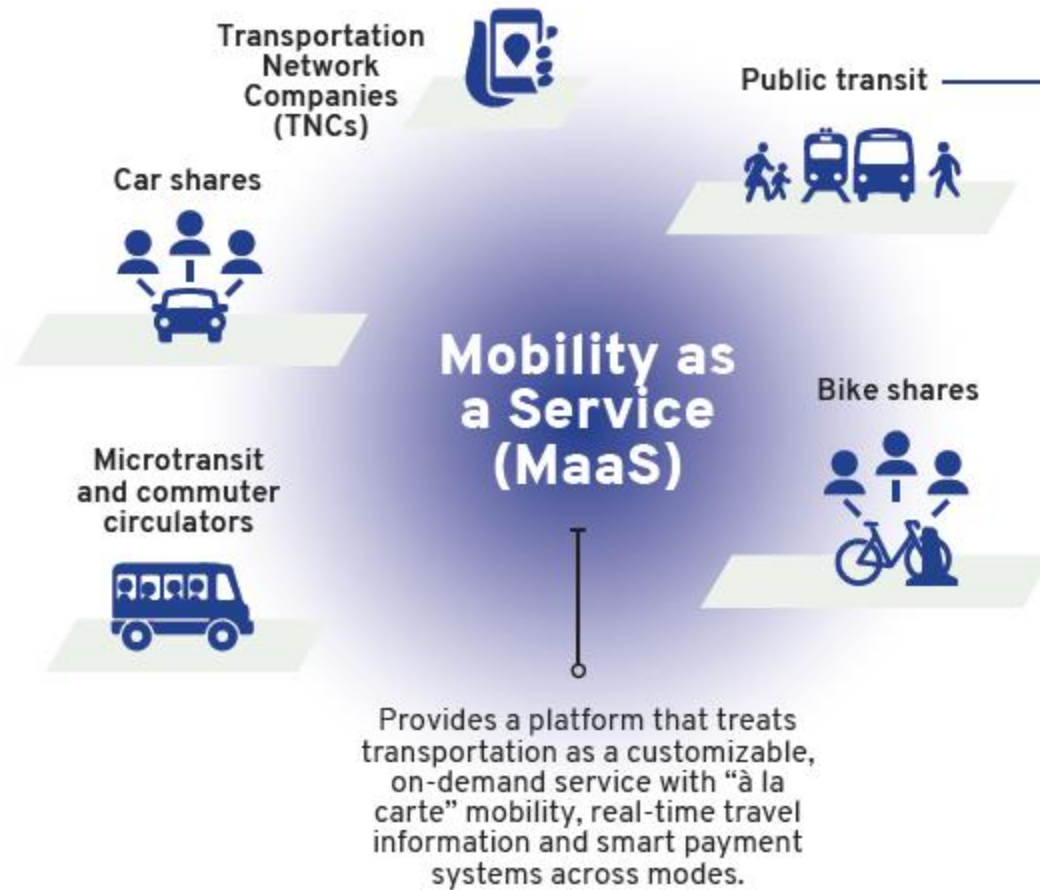 Transportation
Network
Companies
(TNCs)
Public transit
Car shares
Mobility as
a Service
(MaaS)
Bike shares
Microtransit
and commuter
circulators
Provides a platform that treats
transportation as a customizable,
on-demand service with “à la
carte” mobility, real-time travel
information and smart payment
systems across modes.